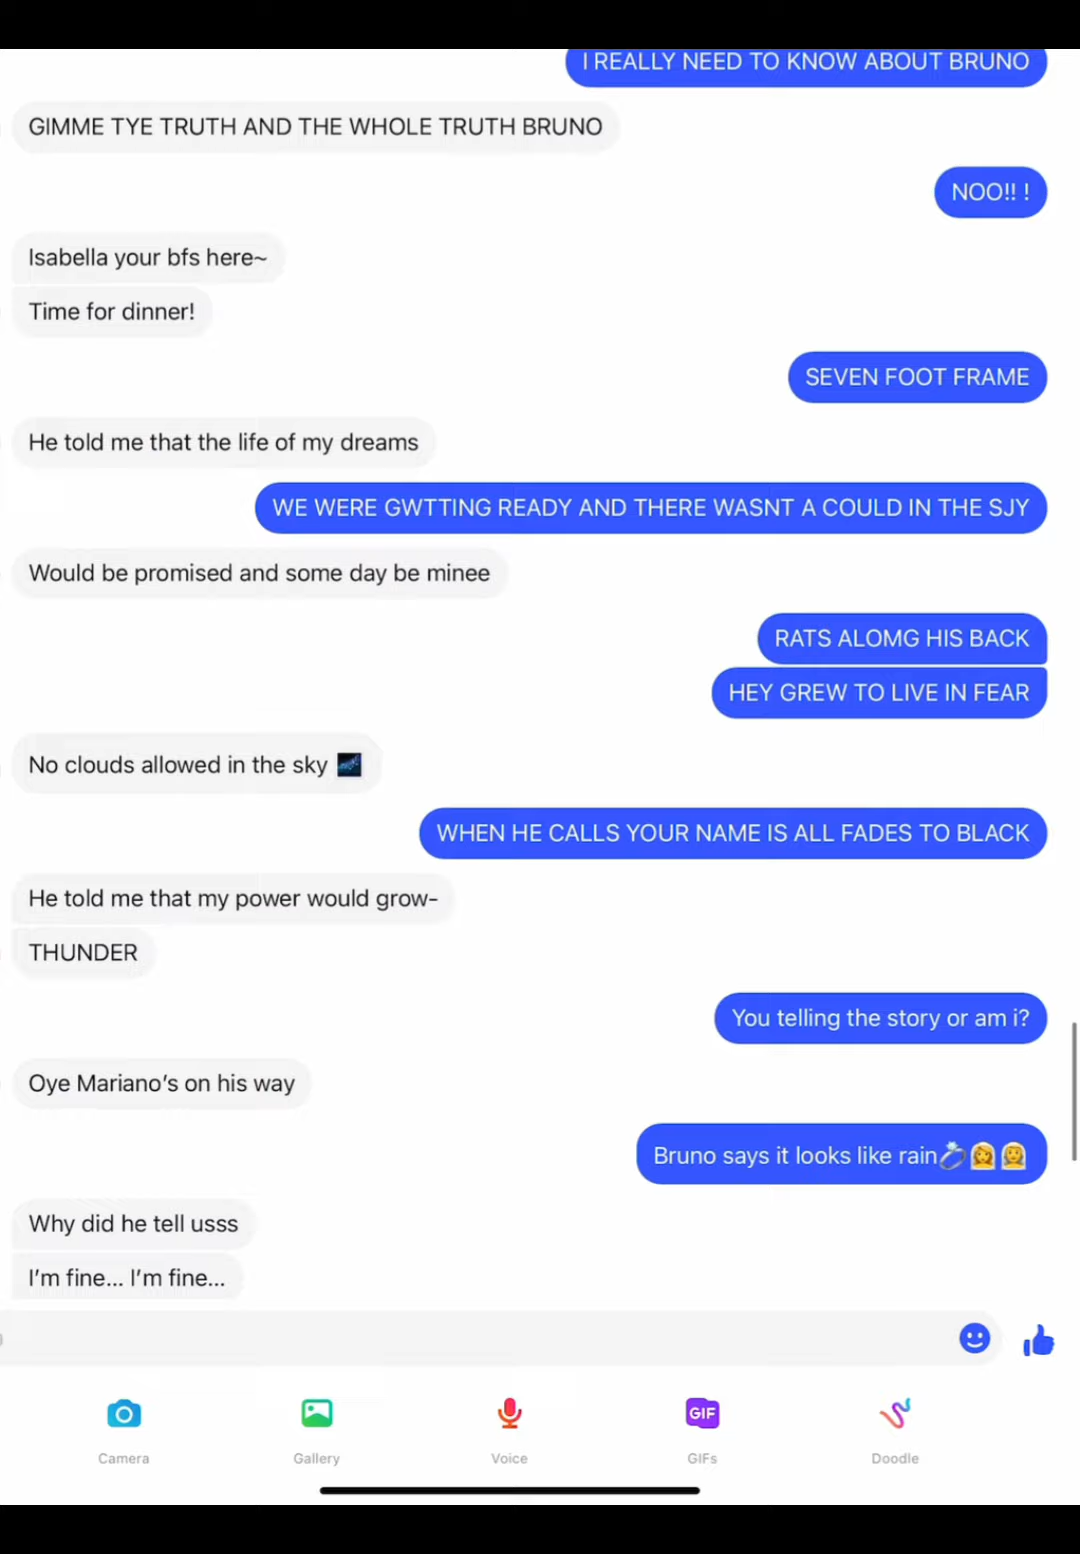 I REALLY NEED TO KNOW ABOUT BRUNO
GIMME TYE TRUTH AND THE WHOLE TRUTH BRUNO
NOO!! !
Isabella your bfs here~
Time for dinner!
SEVEN FOOT FRAME
He told me that the life of my dreams
WE WERE GWTTING READY AND THERE WASNT A COULD IN THE SJY
Would be promised and some day be minee
RATS ALOMG HIS BACK
HEY GREW TO LIVE IN FEAR
No clouds allowed in the sky 🌌
WHEN HE CALLS YOUR NAME IS ALL FADES TO BLACK
He told me that my power would grow-
THUNDER
You telling the story or am i?
Oye Mariano's on his way
Bruno says it looks like rain💍👰‍♀️👰
Why did he tell usss
I'm fine... I'm fine...
GIF
Camera
Gallery
Voice
GIFs
Doodle